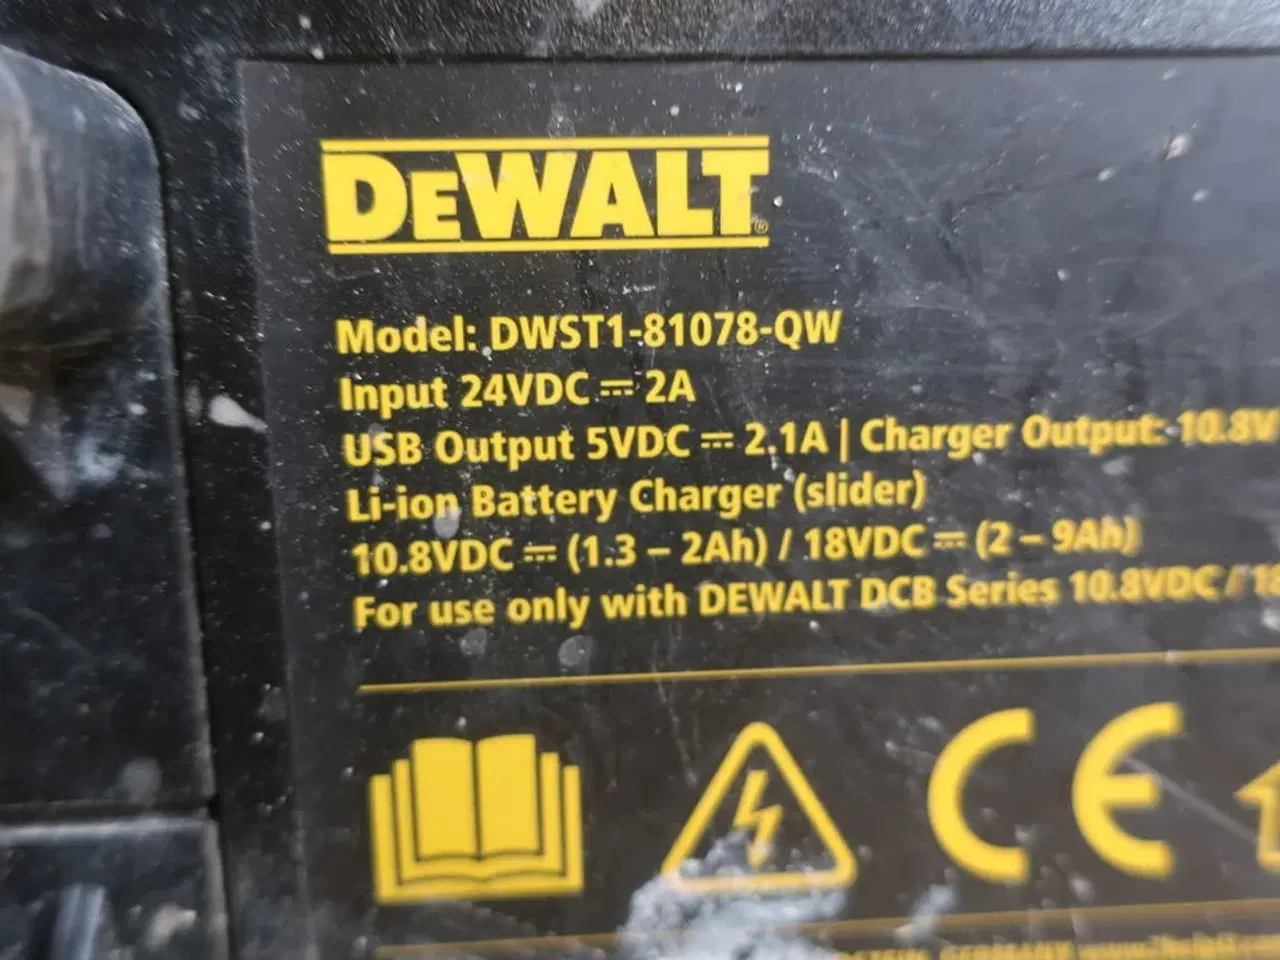 DEWALT®
Model: DWST1-81078-QW
Input 24VDC ⎓ 2A
USB Output 5VDC ⎓ 2.1A | Charger Output: 10.8V
Li-ion Battery Charger (slider)
10.8VDC ⎓ (1.3 – 2Ah) / 18VDC ⎓ (2 – 9Ah)
For use only with DEWALT DCB Series 10.8VDC / 18
CE
GERMANY